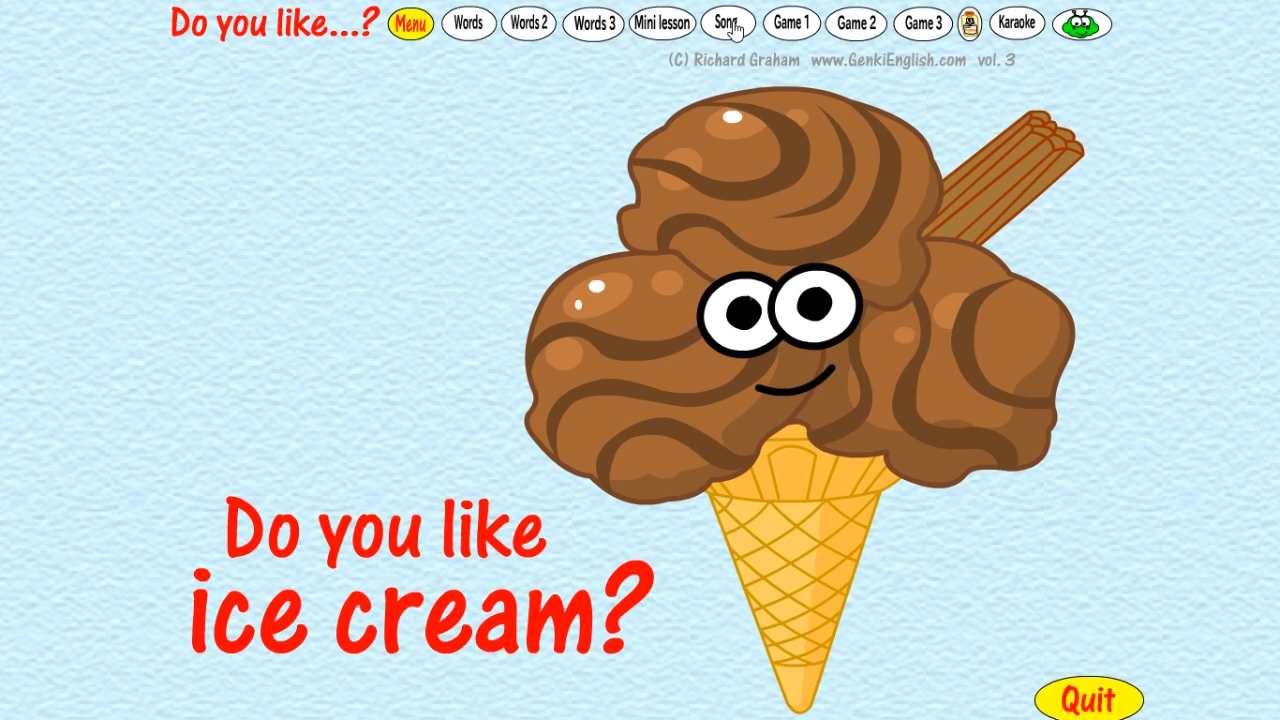 Do you like...? Menu Words Words 2 Words 3 Mini lesson Song Game 1 Game 2 Game 3 Karaoke
(C) Richard Graham www.GenkiEnglish.com vol. 3
Do you like
ice cream?
Quit